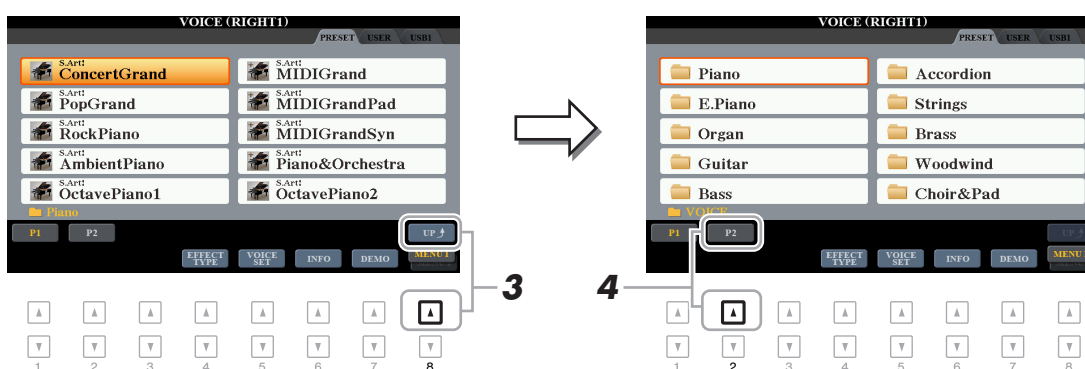 VOICE (RIGHT1)
PRESET USER USB1
S.Art! ConcertGrand
S.Art! MIDIGrand
S.Art! PopGrand
S.Art! MIDIGrandPad
S.Art! RockPiano
S.Art! MIDIGrandSyn
S.Art! AmbientPiano
S.Art! Piano&Orchestra
S.Art! OctavePiano1
S.Art! OctavePiano2
Piano
P1 P2 UP
EFFECT TYPE VOICE SET INFO DEMO MENU1
3
1 2 3 4 5 6 7 8
VOICE (RIGHT1)
PRESET USER USB1
Piano Accordion
E.Piano Strings
Organ Brass
Guitar Woodwind
Bass Choir&Pad
VOICE
P1 P2 UP
EFFECT TYPE VOICE SET INFO DEMO MENU
4
1 2 3 4 5 6 7 8